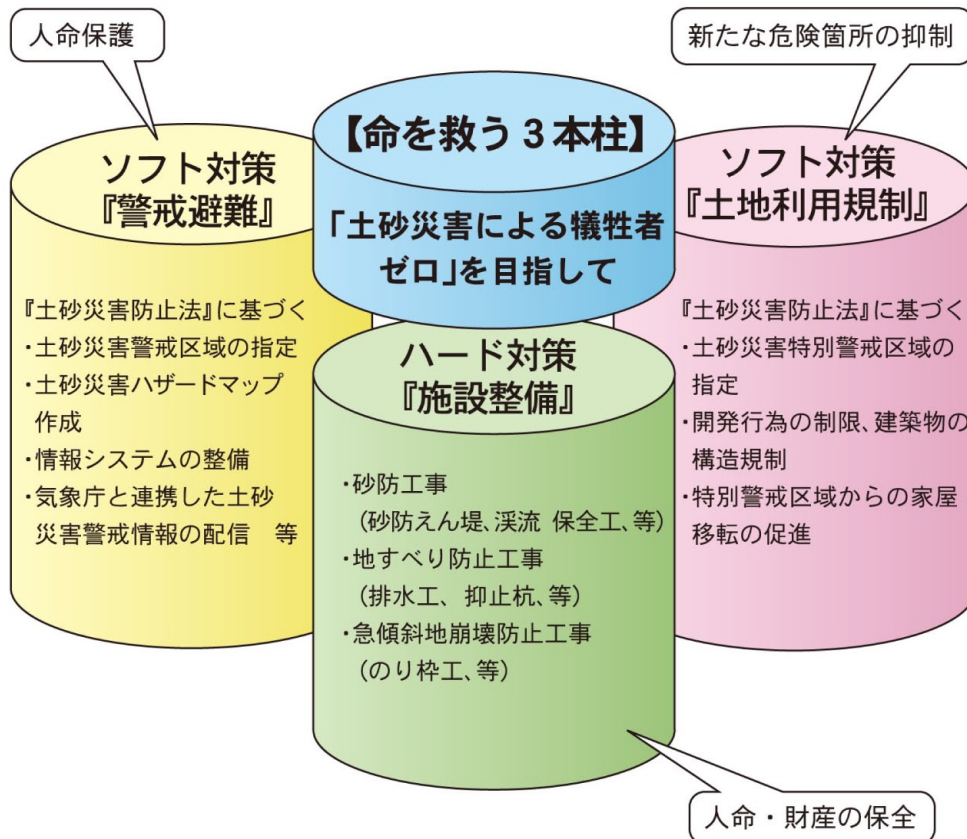 人命保護
新たな危険箇所の抑制
【命を救う3本柱】
「土砂災害による犠牲者
ゼロ」を目指して
ソフト対策
『警戒避難』
『土砂災害防止法』に基づく
・土砂災害警戒区域の指定
・土砂災害ハザードマップ
作成
・情報システムの整備
・気象庁と連携した土砂
災害警戒情報の配信　等
ハード対策
『施設整備』
・砂防工事
(砂防えん堤、渓流 保全工、等)
・地すべり防止工事
(排水工、抑止杭、等)
・急傾斜地崩壊防止工事
(のり枠工、等)
ソフト対策
『土地利用規制』
『土砂災害防止法』に基づく
・土砂災害特別警戒区域の
指定
・開発行為の制限、建築物の
構造規制
・特別警戒区域からの家屋
移転の促進
人命・財産の保全